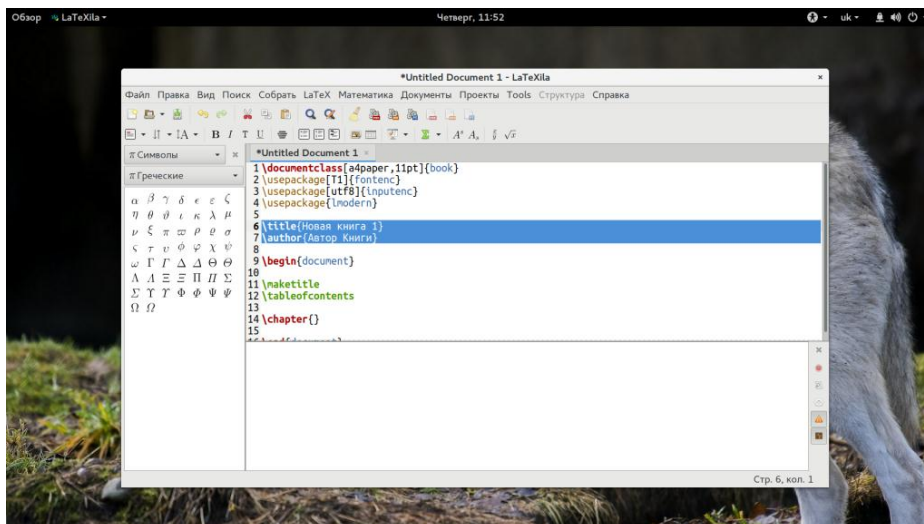 Обзор LaTeXila Четверг, 11:52 uk
*Untitled Document 1 - LaTeXila
Файл Правка Вид Поиск Собрать LaTeX Математика Документы Проекты Tools Структура Справка
B I T U
π Символы
*Untitled Document 1
π Греческие
α β γ δ ϵ ε ζ
η θ ϑ ι κ λ μ
ν ξ π ϖ ρ ϱ σ
ς τ υ ϕ φ χ ψ
ω Γ Γ Δ Δ Θ Θ
Λ Λ Ξ Ξ Π Π Σ
Σ Υ Υ Φ Φ Ψ Ψ
Ω Ω
1 \documentclass[a4paper,11pt]{book}
2 \usepackage[T1]{fontenc}
3 \usepackage[utf8]{inputenc}
4 \usepackage{lmodern}
5
6 \title{Новая книга 1}
7 \author{Автор Книги}
8
9 \begin{document}
10
11 \maketitle
12 \tableofcontents
13
14 \chapter{}
15
Стр. 6, кол. 1